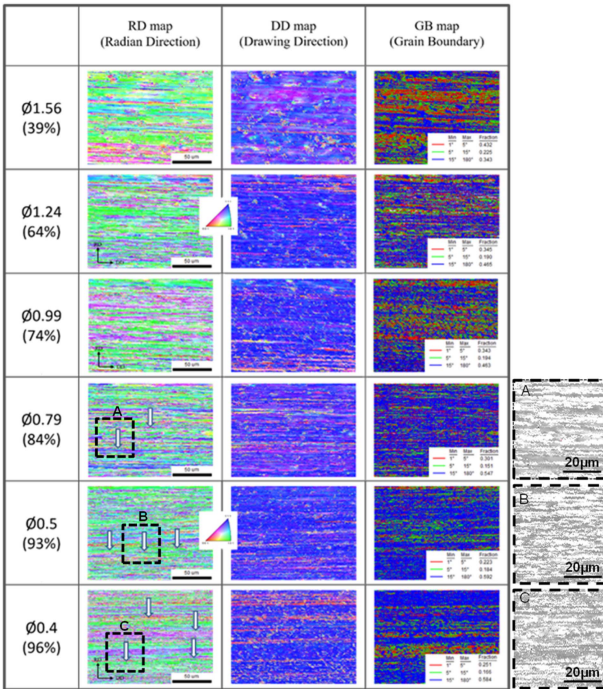 RD map
(Radian Direction)
DD map
(Drawing Direction)
GB map
(Grain Boundary)
Ø1.56
(39%)
50 um
Min Max Fraction
1° 5° 0.432
5° 15° 0.225
15° 180° 0.343
Ø1.24
(64%)
50 um
Min Max Fraction
1° 5° 0.345
5° 15° 0.190
15° 180° 0.465
Ø0.99
(74%)
50 um
Min Max Fraction
1° 5° 0.343
5° 15° 0.194
15° 180° 0.463
Ø0.79
(84%)
A
50 um
Min Max Fraction
1° 5° 0.301
5° 15° 0.151
15° 180° 0.547
A
20μm
Ø0.5
(93%)
B
50 um
Min Max Fraction
1° 5° 0.223
5° 15° 0.184
15° 180° 0.592
B
20μm
Ø0.4
(96%)
C
50 um
Min Max Fraction
1° 5° 0.251
5° 15°
15° 180° 0.584
C
20μm